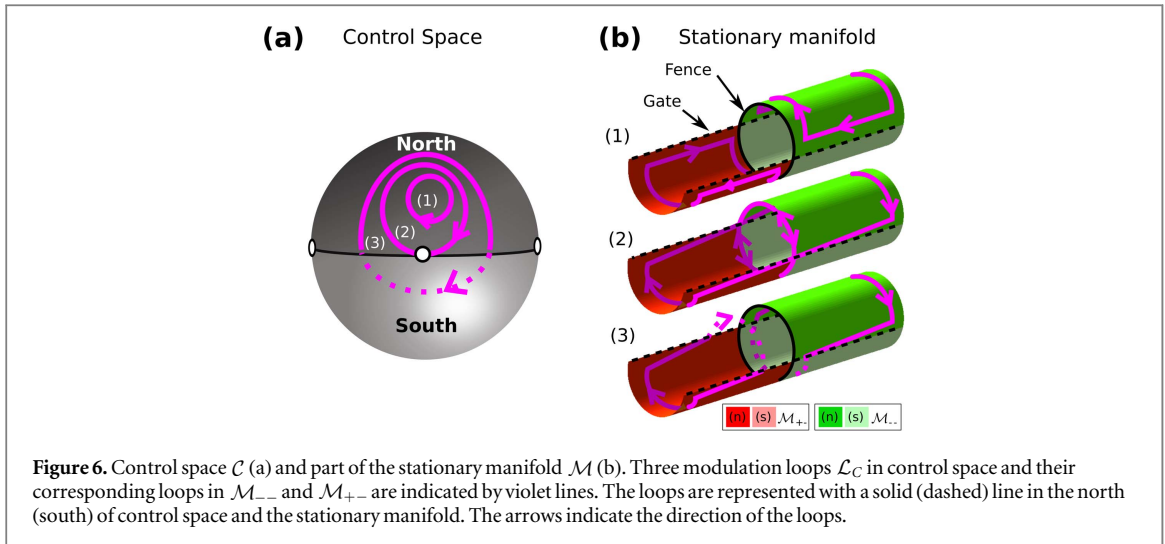 (a) Control Space
(b) Stationary manifold
Fence
Gate
North
(1)
(2)
(3)
South
(1)
(2)
(3)
(n) (s) ℳ₊₋ (n) (s) ℳ₋₋
Figure 6. Control space 𝒞 (a) and part of the stationary manifold ℳ (b). Three modulation loops ℒ_C in control space and their
corresponding loops in ℳ₋₋ and ℳ₊₋ are indicated by violet lines. The loops are represented with a solid (dashed) line in the north
(south) of control space and the stationary manifold. The arrows indicate the direction of the loops.